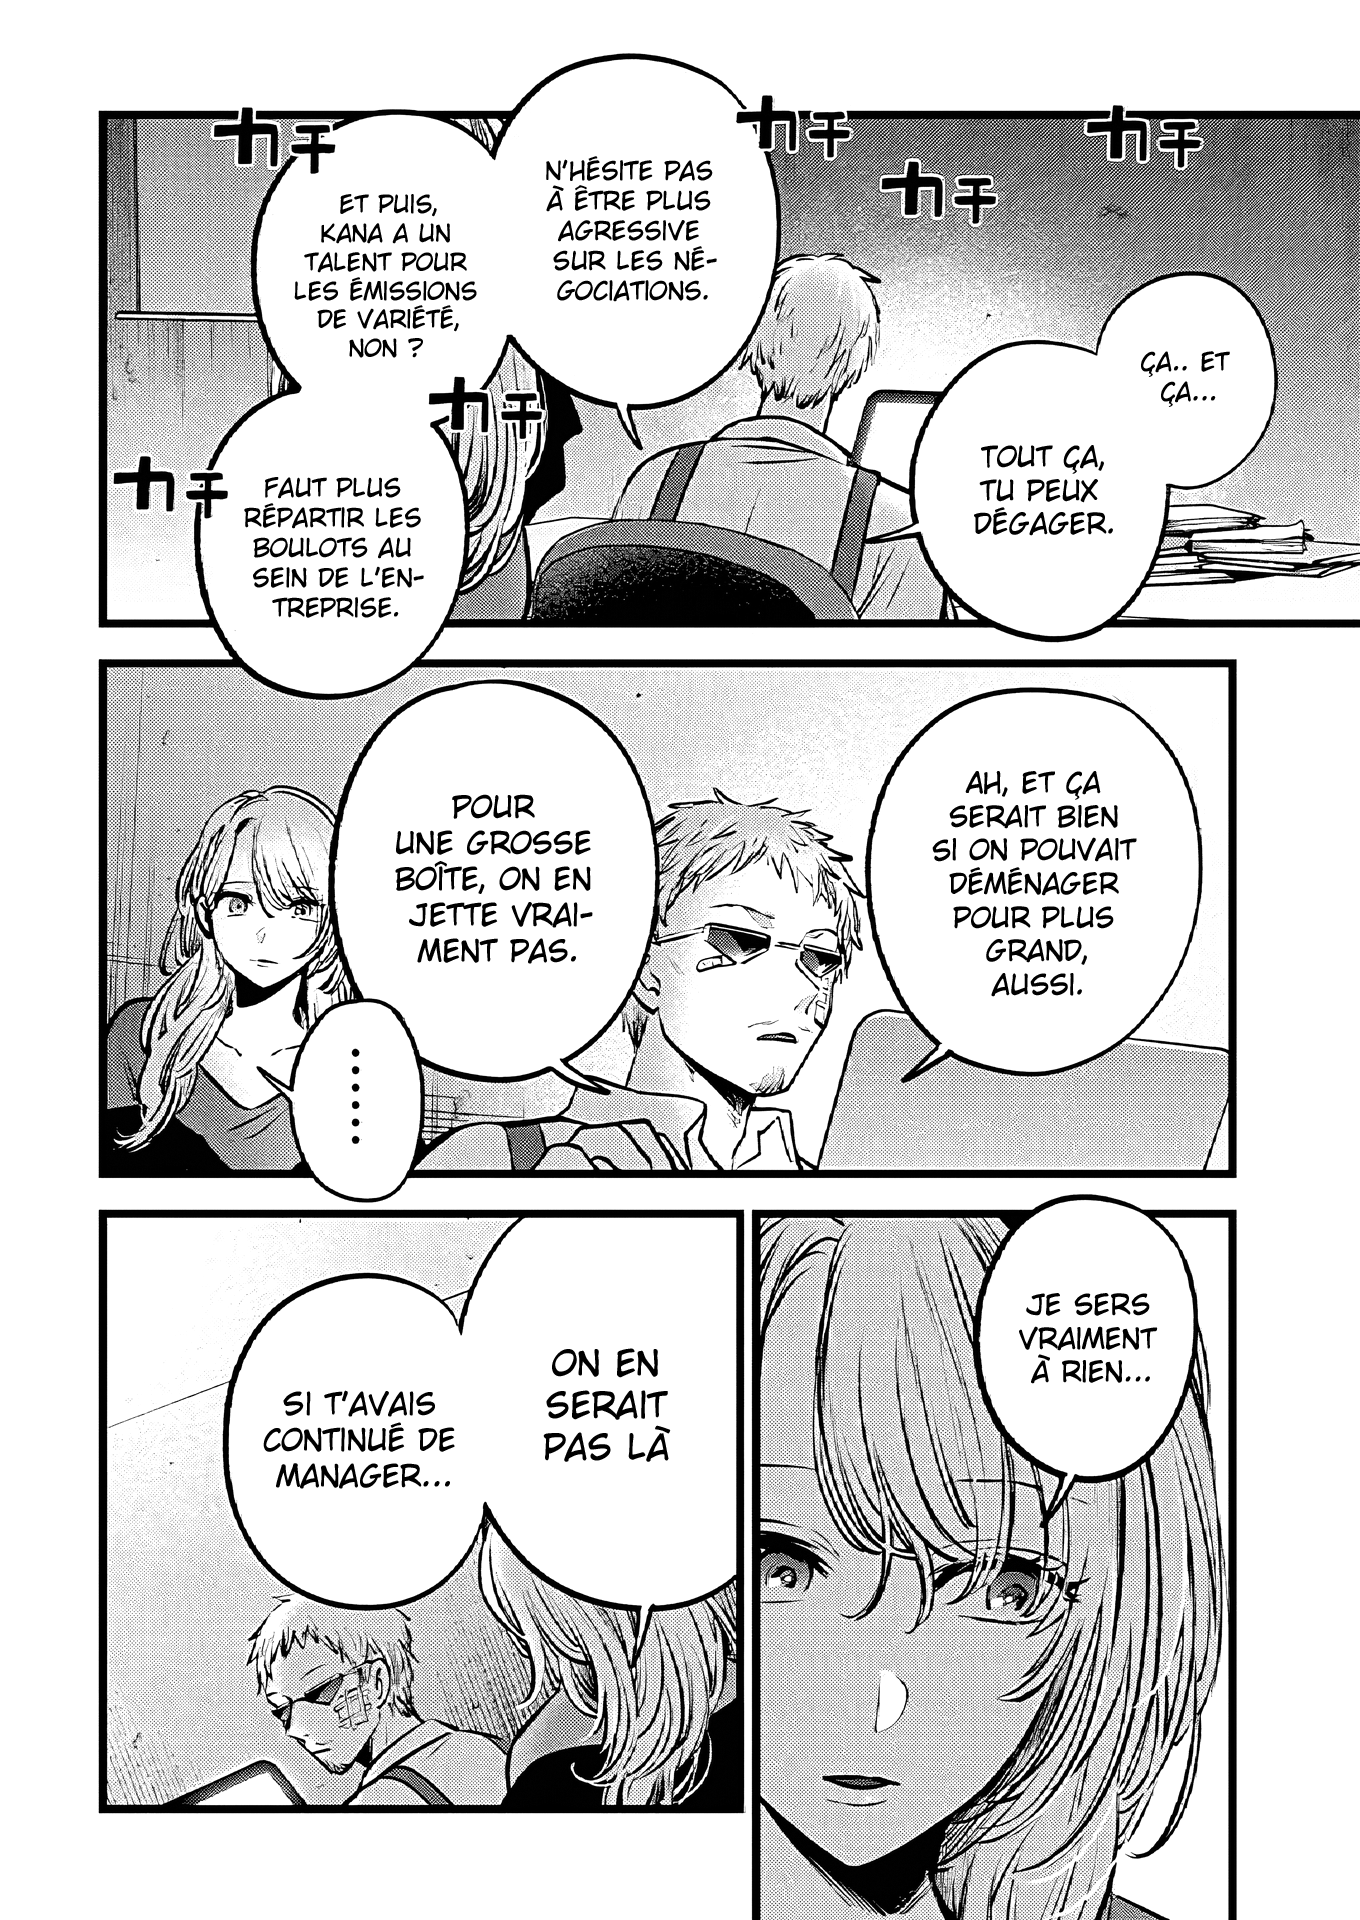 ÇA.. ET
ÇA...
TOUT ÇA,
TU PEUX
DÉGAGER.
N'HÉSITE PAS
À ÊTRE PLUS
AGRESSIVE
SUR LES NÉ-
GOCIATIONS.
ET PUIS,
KANA A UN
TALENT POUR
LES ÉMISSIONS
DE VARIÉTÉ,
NON ?
FAUT PLUS
RÉPARTIR LES
BOULOTS AU
SEIN DE L'EN-
TREPRISE.
カチ
カチ
カチ
カチ
カチ
カチ
AH, ET ÇA
SERAIT BIEN
SI ON POUVAIT
DÉMÉNAGER
POUR PLUS
GRAND,
AUSSI.
POUR
UNE GROSSE
BOÎTE, ON EN
JETTE VRAI-
MENT PAS.
......
JE SERS
VRAIMENT
À RIEN...
ON EN
SERAIT
PAS LÀ
SI T'AVAIS
CONTINUÉ DE
MANAGER...